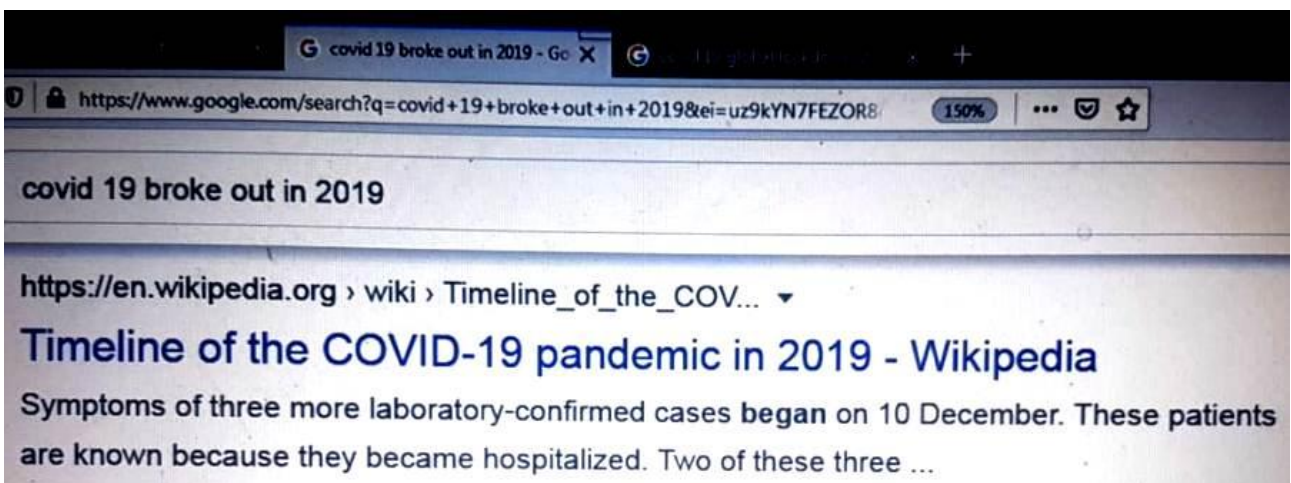 G covid 19 broke out in 2019 - Go X G +
https://www.google.com/search?q=covid+19+broke+out+in+2019&ei=uz9kYN7FEZOR8 150% ...
covid 19 broke out in 2019
https://en.wikipedia.org › wiki › Timeline_of_the_COV... ▾
Timeline of the COVID-19 pandemic in 2019 - Wikipedia
Symptoms of three more laboratory-confirmed cases began on 10 December. These patients
are known because they became hospitalized. Two of these three ...